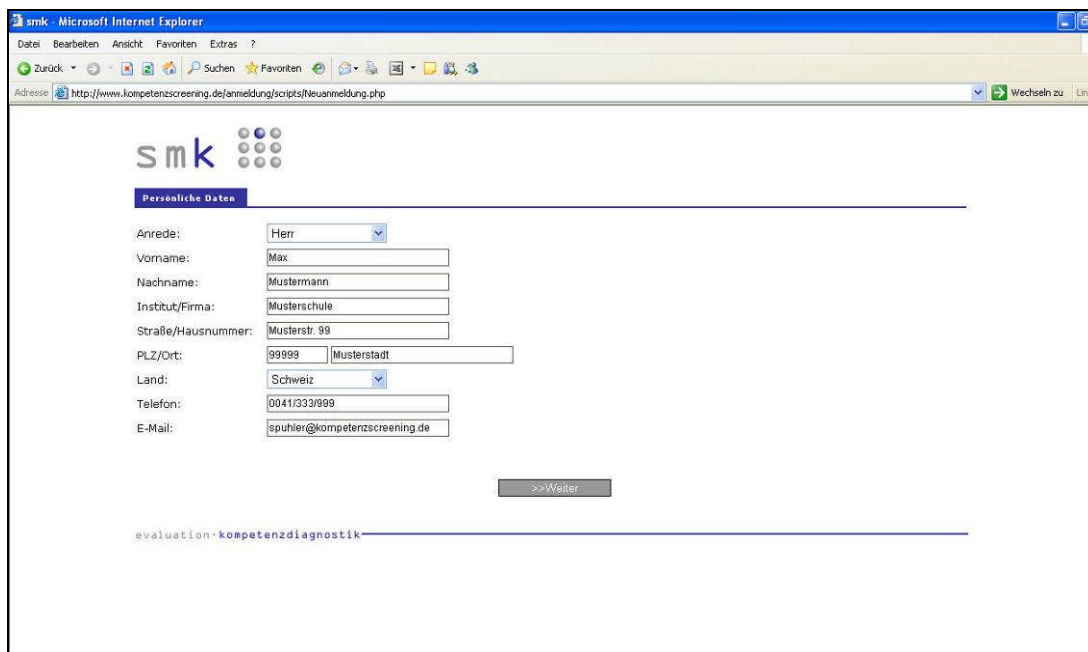 smk - Microsoft Internet Explorer
Datei Bearbeiten Ansicht Favoriten Extras ?
Zurück Suchen Favoriten
Adresse http://www.kompetenzscreening.de/anmeldung/scripts/Neuanmeldung.php Wechseln zu
smk
Persönliche Daten
Anrede: Herr
Vorname: Max
Nachname: Mustermann
Institut/Firma: Musterschule
Straße/Hausnummer: Musterstr. 99
PLZ/Ort: 99999 Musterstadt
Land: Schweiz
Telefon: 0041/333/999
E-Mail: spuhler@kompetenzscreening.de
>>Weiter
evaluation·kompetenzdiagnostik